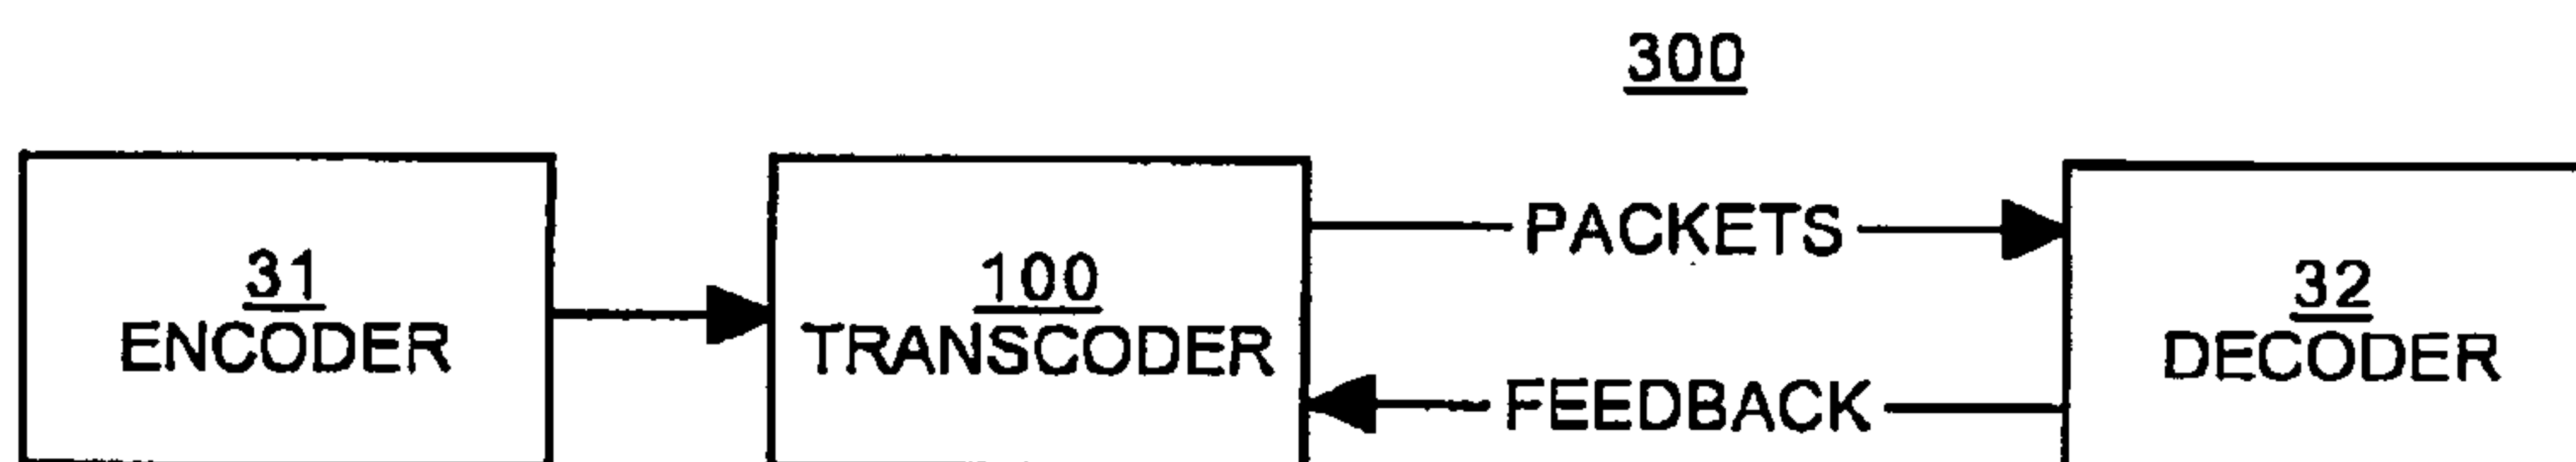 300
31
ENCODER
100
TRANSCODER
PACKETS
FEEDBACK
32
DECODER